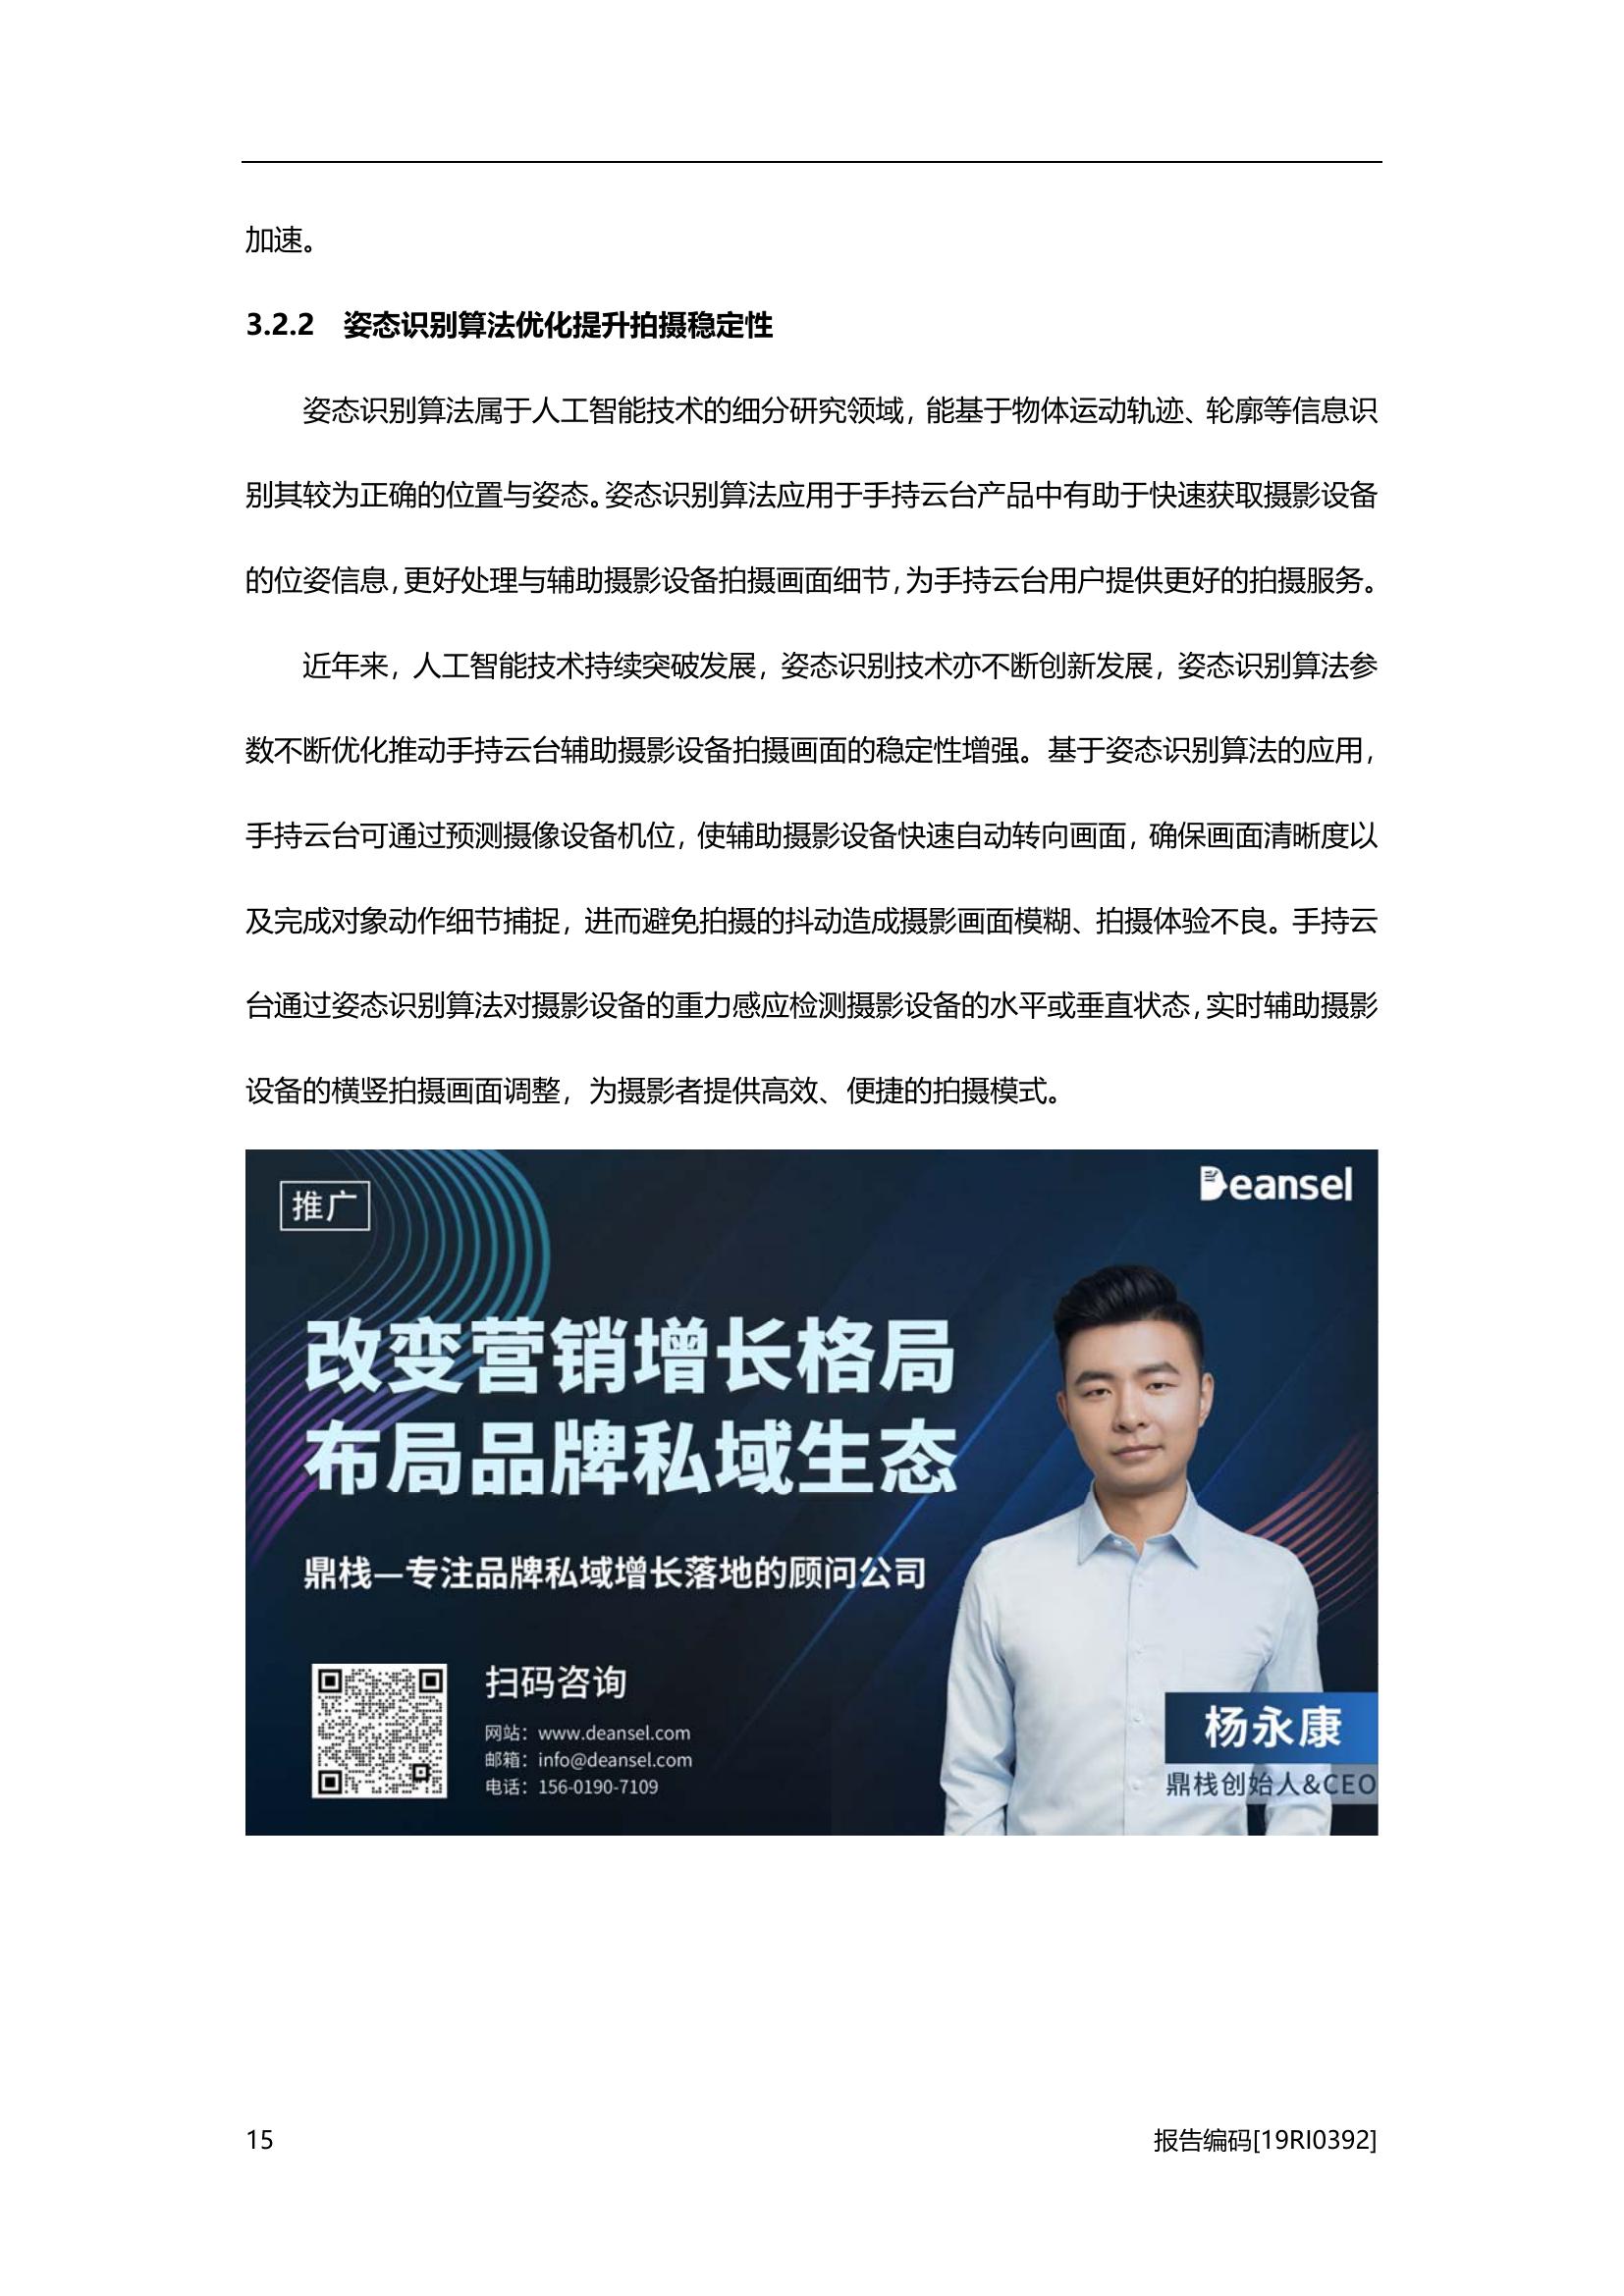 加速。
3.2.2 姿态识别算法优化提升拍摄稳定性
姿态识别算法属于人工智能技术的细分研究领域，能基于物体运动轨迹、轮廓等信息识
别其较为正确的位置与姿态。姿态识别算法应用于手持云台产品中有助于快速获取摄影设备
的位姿信息，更好处理与辅助摄影设备拍摄画面细节，为手持云台用户提供更好的拍摄服务。
近年来，人工智能技术持续突破发展，姿态识别技术亦不断创新发展，姿态识别算法参
数不断优化推动手持云台辅助摄影设备拍摄画面的稳定性增强。基于姿态识别算法的应用，
手持云台可通过预测摄像设备机位，使辅助摄影设备快速自动转向画面，确保画面清晰度以
及完成对象动作细节捕捉，进而避免拍摄的抖动造成摄影画面模糊、拍摄体验不良。手持云
台通过姿态识别算法对摄影设备的重力感应检测摄影设备的水平或垂直状态，实时辅助摄影
设备的横竖拍摄画面调整，为摄影者提供高效、便捷的拍摄模式。
推广
Deansel
改变营销增长格局
布局品牌私域生态
鼎栈—专注品牌私域增长落地的顾问公司
扫码咨询
网站：www.deansel.com
邮箱：info@deansel.com
电话：156-0190-7109
杨永康
鼎栈创始人&CEO
15
报告编码[19RI0392]